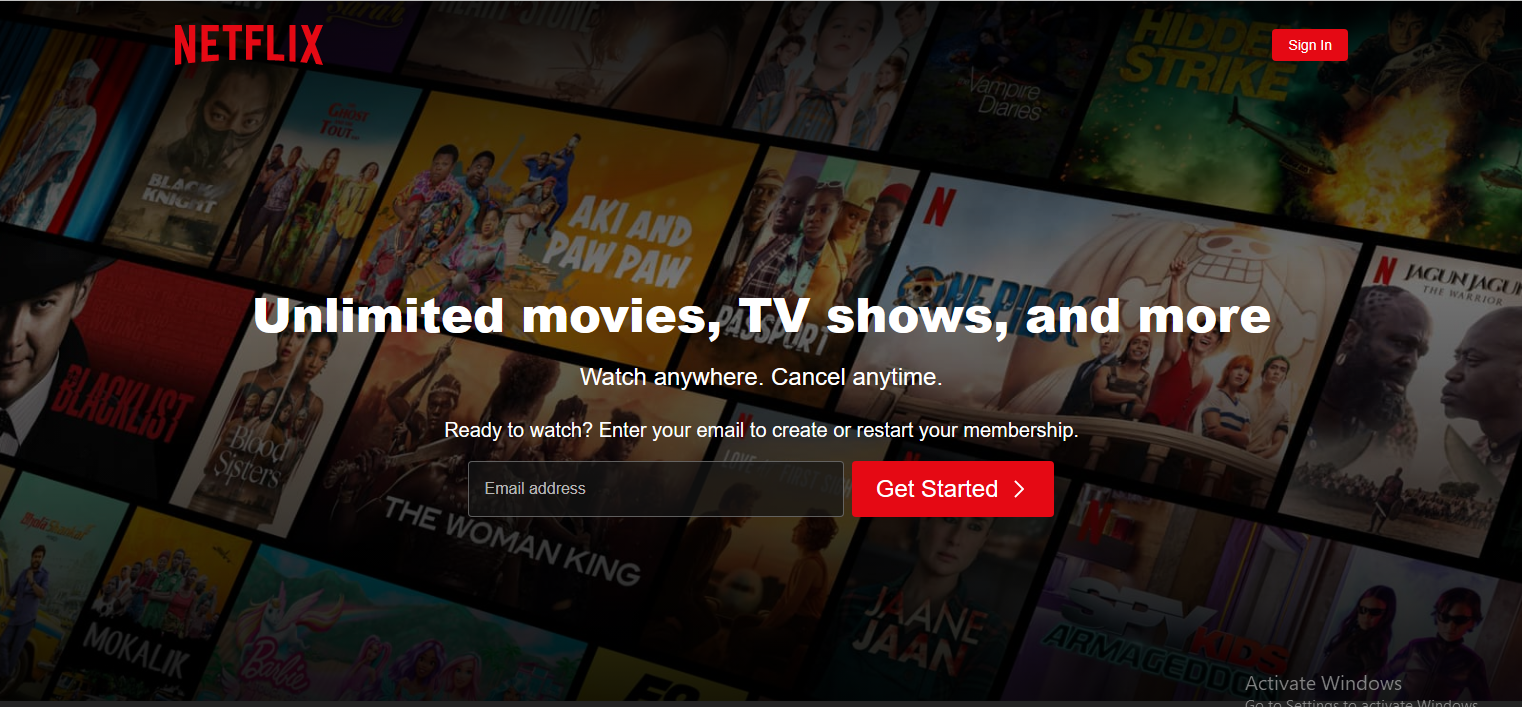 NETFLIX
Sign In
HIDDEN
STRIKE
Vampire
Diaries
Ghost
Tout
BLACK
KNIGHT
AKI AND
PAW PAW
N
ONE PIECE
N
JAGUN JAGUN
THE WARRIOR
PASSPORT
Unlimited movies, TV shows, and more
Watch anywhere. Cancel anytime.
Ready to watch? Enter your email to create or restart your membership.
BLACKLIST
Blood
Sisters
Email address
Get Started
THE WOMAN KING
N
JAANE
JAAN
SPY KIDS
ARMAGEDDON
MOKALIK
Barbie
Activate Windows
Go to Settings to activate Windows.